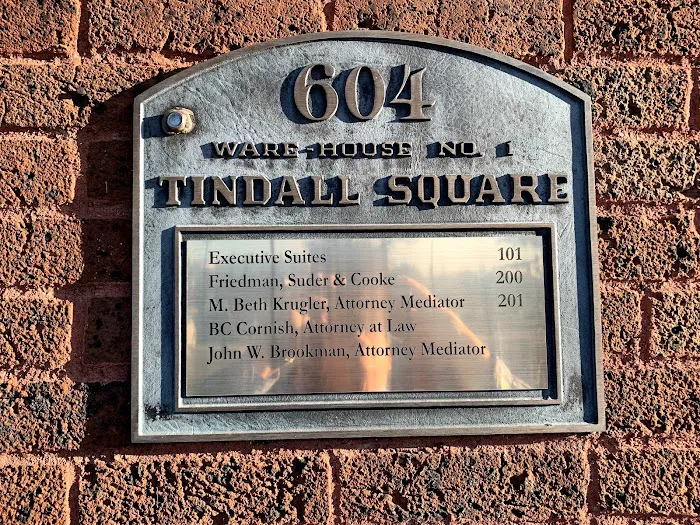 604
WARE-HOUSE NO. 1
TINDALL SQUARE
Executive Suites 101
Friedman, Suder & Cooke 200
M. Beth Krugler, Attorney Mediator 201
BC Cornish, Attorney at Law
John W. Brookman, Attorney Mediator